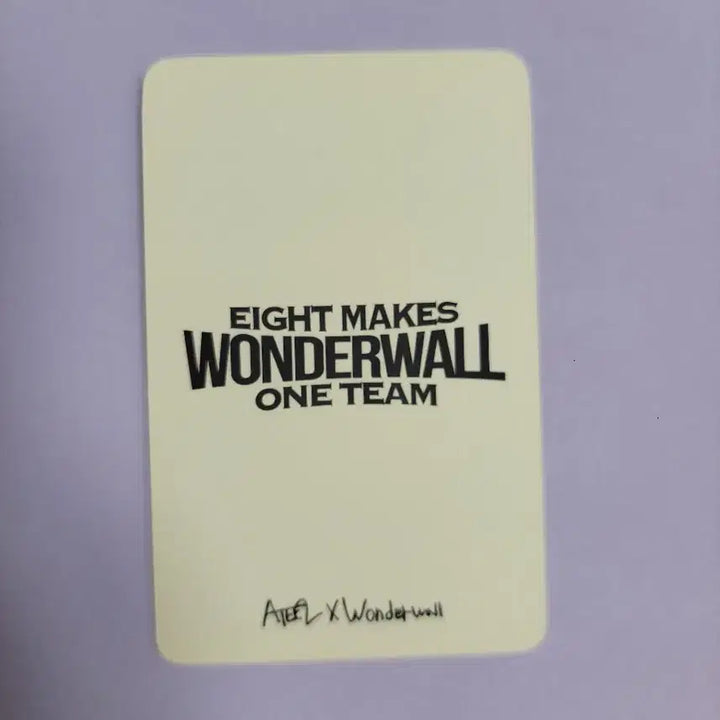 EIGHT MAKES
WONDERWALL
ONE TEAM
ATEEZ X Wonderwall